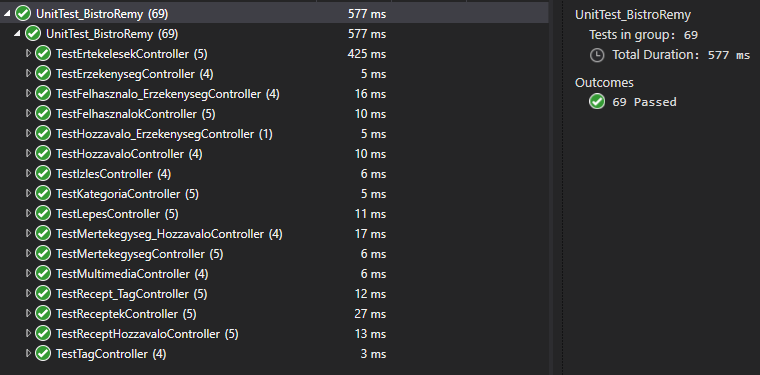 UnitTest_BistroRemy (69) 577 ms
UnitTest_BistroRemy (69) 577 ms
TestErtekelesekController (5) 425 ms
TestErzekenysegController (4) 5 ms
TestFelhasznalo_ErzekenysegController (4) 16 ms
TestFelhasznalokController (5) 10 ms
TestHozzavalo_ErzekenysegController (1) 5 ms
TestHozzavaloController (4) 10 ms
TestIzlesController (4) 6 ms
TestKategoriaController (5) 5 ms
TestLepesController (5) 11 ms
TestMertekegyseg_HozzavaloController (4) 17 ms
TestMertekegysegController (5) 6 ms
TestMultimediaController (4) 6 ms
TestRecept_TagController (5) 12 ms
TestReceptekController (5) 27 ms
TestReceptHozzavaloController (5) 13 ms
TestTagController (4) 3 ms
UnitTest_BistroRemy
Tests in group: 69
Total Duration: 577 ms
Outcomes
69 Passed